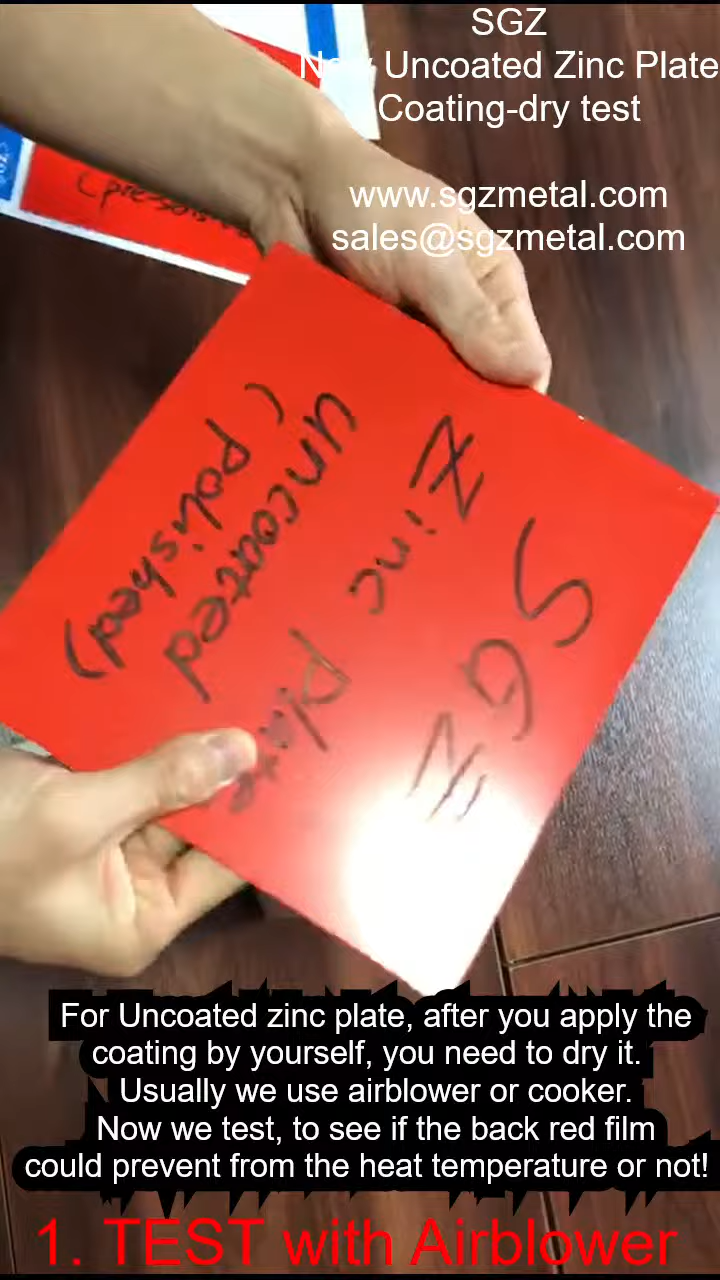 SGZ
New Uncoated Zinc Plate
Coating-dry test
www.sgzmetal.com
sales@sgzmetal.com
SGZ
Zinc Plate
Uncoated
(polished)
For Uncoated zinc plate, after you apply the
coating by yourself, you need to dry it.
Usually we use airblower or cooker.
Now we test, to see if the back red film
could prevent from the heat temperature or not!
1. TEST with Airblower